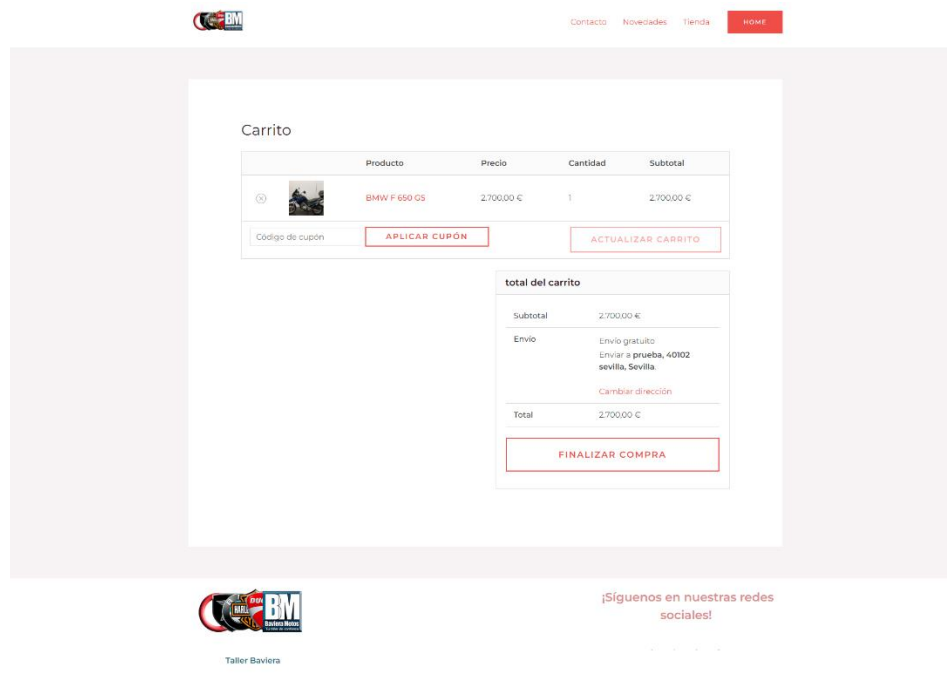 BM
Contacto Novedades Tienda HOME
Carrito
Producto Precio Cantidad Subtotal
BMW F 650 GS 2.700,00 € 1 2.700,00 €
Código de cupón APLICAR CUPÓN ACTUALIZAR CARRITO
total del carrito
Subtotal 2.700,00 €
Envío Envío gratuito
Enviar a prueba, 40102
sevilla, Sevilla.
Cambiar dirección
Total 2.700,00 €
FINALIZAR COMPRA
BM
Baviera Motos
¡Síguenos en nuestras redes
sociales!
Taller Baviera